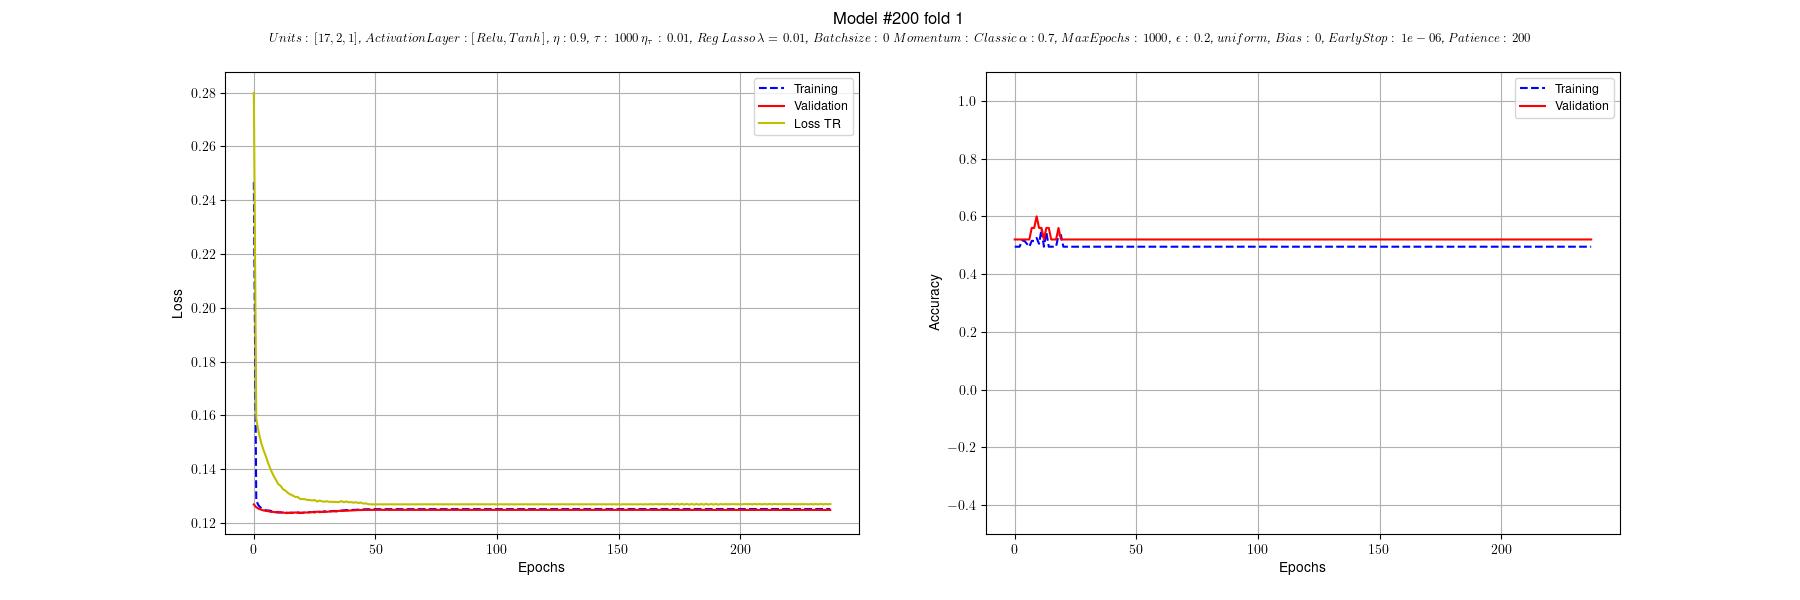 Model #200 fold 1
Units : [17, 2, 1], ActivationLayer : [Relu, Tanh], η : 0.9, τ : 1000 η_τ : 0.01, Reg Lasso λ = 0.01, Batchsize : 0 Momentum : Classic α : 0.7, MaxEpochs : 1000, ϵ : 0.2, uniform, Bias : 0, EarlyStop : 1e − 06, Patience : 200
Loss
0.28
0.26
0.24
0.22
0.20
0.18
0.16
0.14
0.12
0
50
100
150
200
Epochs
Training
Validation
Loss TR
Accuracy
1.0
0.8
0.6
0.4
0.2
0.0
−0.2
−0.4
0
50
100
150
200
Epochs
Training
Validation